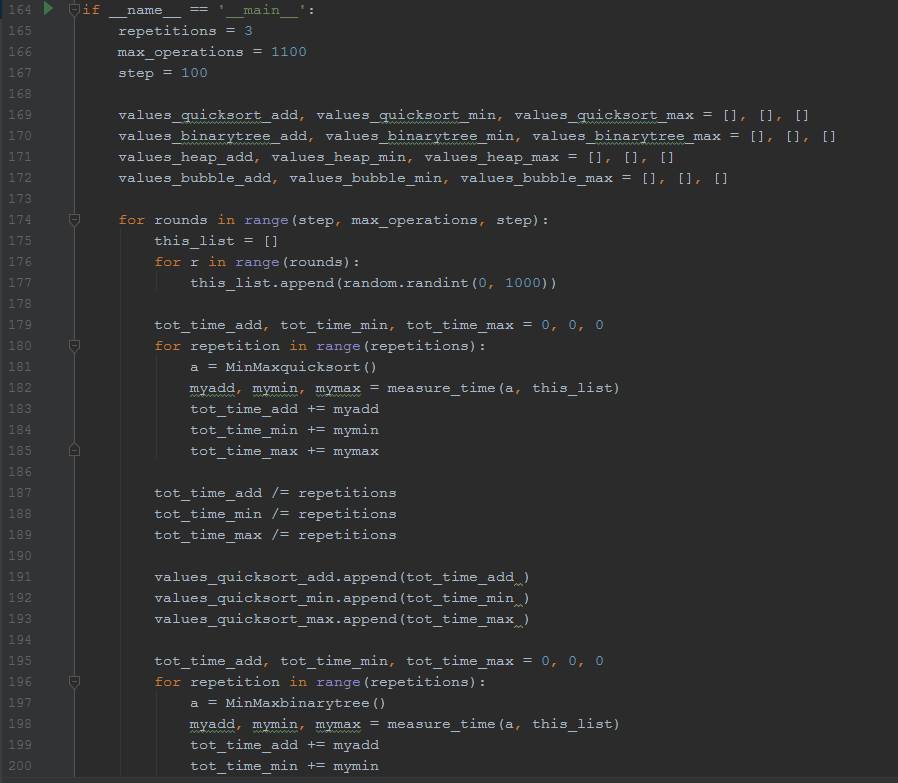 164 if __name__ == '__main__':
165     repetitions = 3
166     max_operations = 1100
167     step = 100
168
169     values_quicksort_add, values_quicksort_min, values_quicksort_max = [], [], []
170     values_binarytree_add, values_binarytree_min, values_binarytree_max = [], [], []
171     values_heap_add, values_heap_min, values_heap_max = [], [], []
172     values_bubble_add, values_bubble_min, values_bubble_max = [], [], []
173
174     for rounds in range(step, max_operations, step):
175         this_list = []
176         for r in range(rounds):
177             this_list.append(random.randint(0, 1000))
178
179         tot_time_add, tot_time_min, tot_time_max = 0, 0, 0
180         for repetition in range(repetitions):
181             a = MinMaxquicksort()
182             myadd, mymin, mymax = measure_time(a, this_list)
183             tot_time_add += myadd
184             tot_time_min += mymin
185             tot_time_max += mymax
186
187         tot_time_add /= repetitions
188         tot_time_min /= repetitions
189         tot_time_max /= repetitions
190
191         values_quicksort_add.append(tot_time_add )
192         values_quicksort_min.append(tot_time_min )
193         values_quicksort_max.append(tot_time_max )
194
195         tot_time_add, tot_time_min, tot_time_max = 0, 0, 0
196         for repetition in range(repetitions):
197             a = MinMaxbinarytree()
198             myadd, mymin, mymax = measure_time(a, this_list)
199             tot_time_add += myadd
200             tot_time_min += mymin